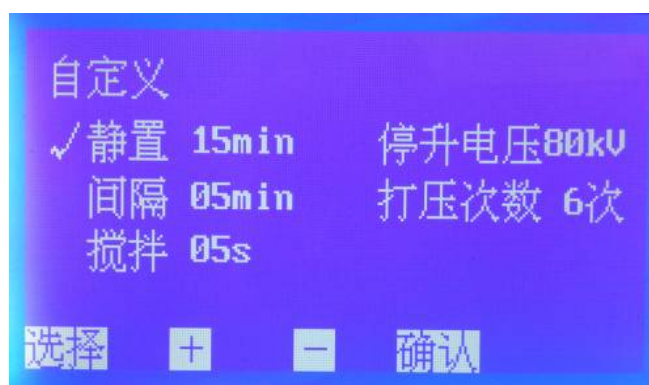 自定义
✓静置 15min 停升电压80kV
间隔 05min 打压次数 6次
搅拌 05s
选择 + - 确认